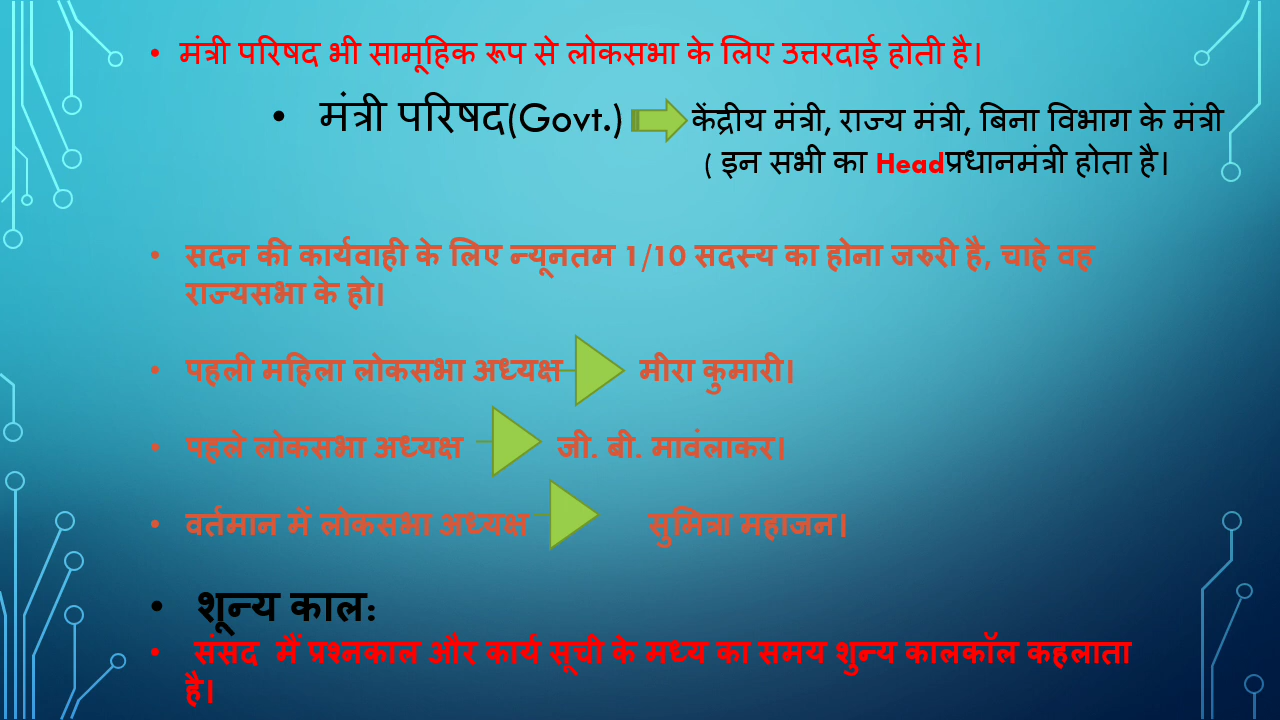 • मंत्री परिषद भी सामूहिक रूप से लोकसभा के लिए उत्तरदाई होती है।
• मंत्री परिषद(Govt.) केंद्रीय मंत्री, राज्य मंत्री, बिना विभाग के मंत्री
( इन सभी का Headप्रधानमंत्री होता है।
• सदन की कार्यवाही के लिए न्यूनतम 1/10 सदस्य का होना जरुरी है, चाहे वह
राज्यसभा के हो।
• पहली महिला लोकसभा अध्यक्ष मीरा कुमारी।
• पहले लोकसभा अध्यक्ष जी. बी. मावंलाकर।
• वर्तमान में लोकसभा अध्यक्ष सुमित्रा महाजन।
• शून्य काल:
• संसद मैं प्रश्नकाल और कार्य सूची के मध्य का समय शुन्य कालकॉल कहलाता
है।